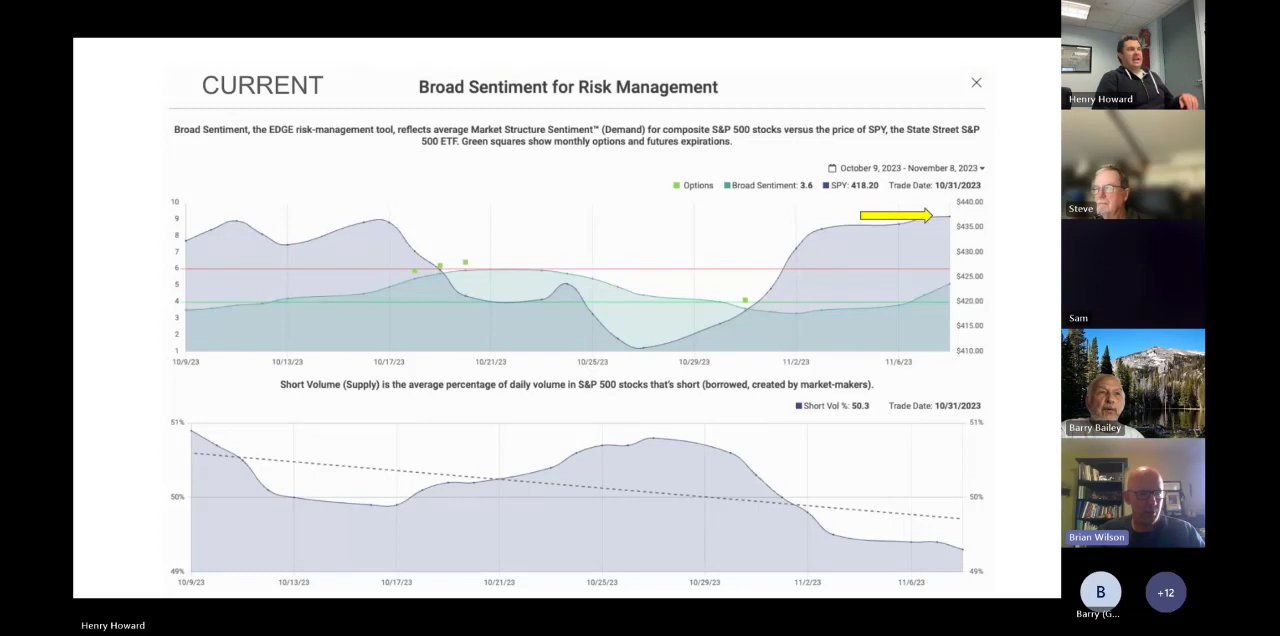 CURRENT
Broad Sentiment for Risk Management
Broad Sentiment, the EDGE risk-management tool, reflects average Market Structure Sentiment™ (Demand) for composite S&P 500 stocks versus the price of SPY, the State Street S&P
500 ETF. Green squares show monthly options and futures expirations.
October 9, 2023 - November 8, 2023
Options Broad Sentiment: 3.6 SPY: 418.20 Trade Date: 10/31/2023
10 $440.00
9
8 $435.00
7 $430.00
6
5 $425.00
4 $420.00
3 $415.00
2
1 $410.00
10/9/23 10/13/23 10/17/23 10/21/23 10/25/23 10/29/23 11/2/23 11/6/23
Short Volume (Supply) is the average percentage of daily volume in S&P 500 stocks that's short (borrowed, created by market-makers).
Short Vol %: 50.3 Trade Date: 10/31/2023
51% 51%
50% 50%
49% 49%
10/9/23 10/13/23 10/17/23 10/21/23 10/25/23 10/29/23 11/2/23 11/6/23
Henry Howard
Henry Howard
Steve
Sam
Barry Bailey
Brian Wilson
B +12
Barry (G...